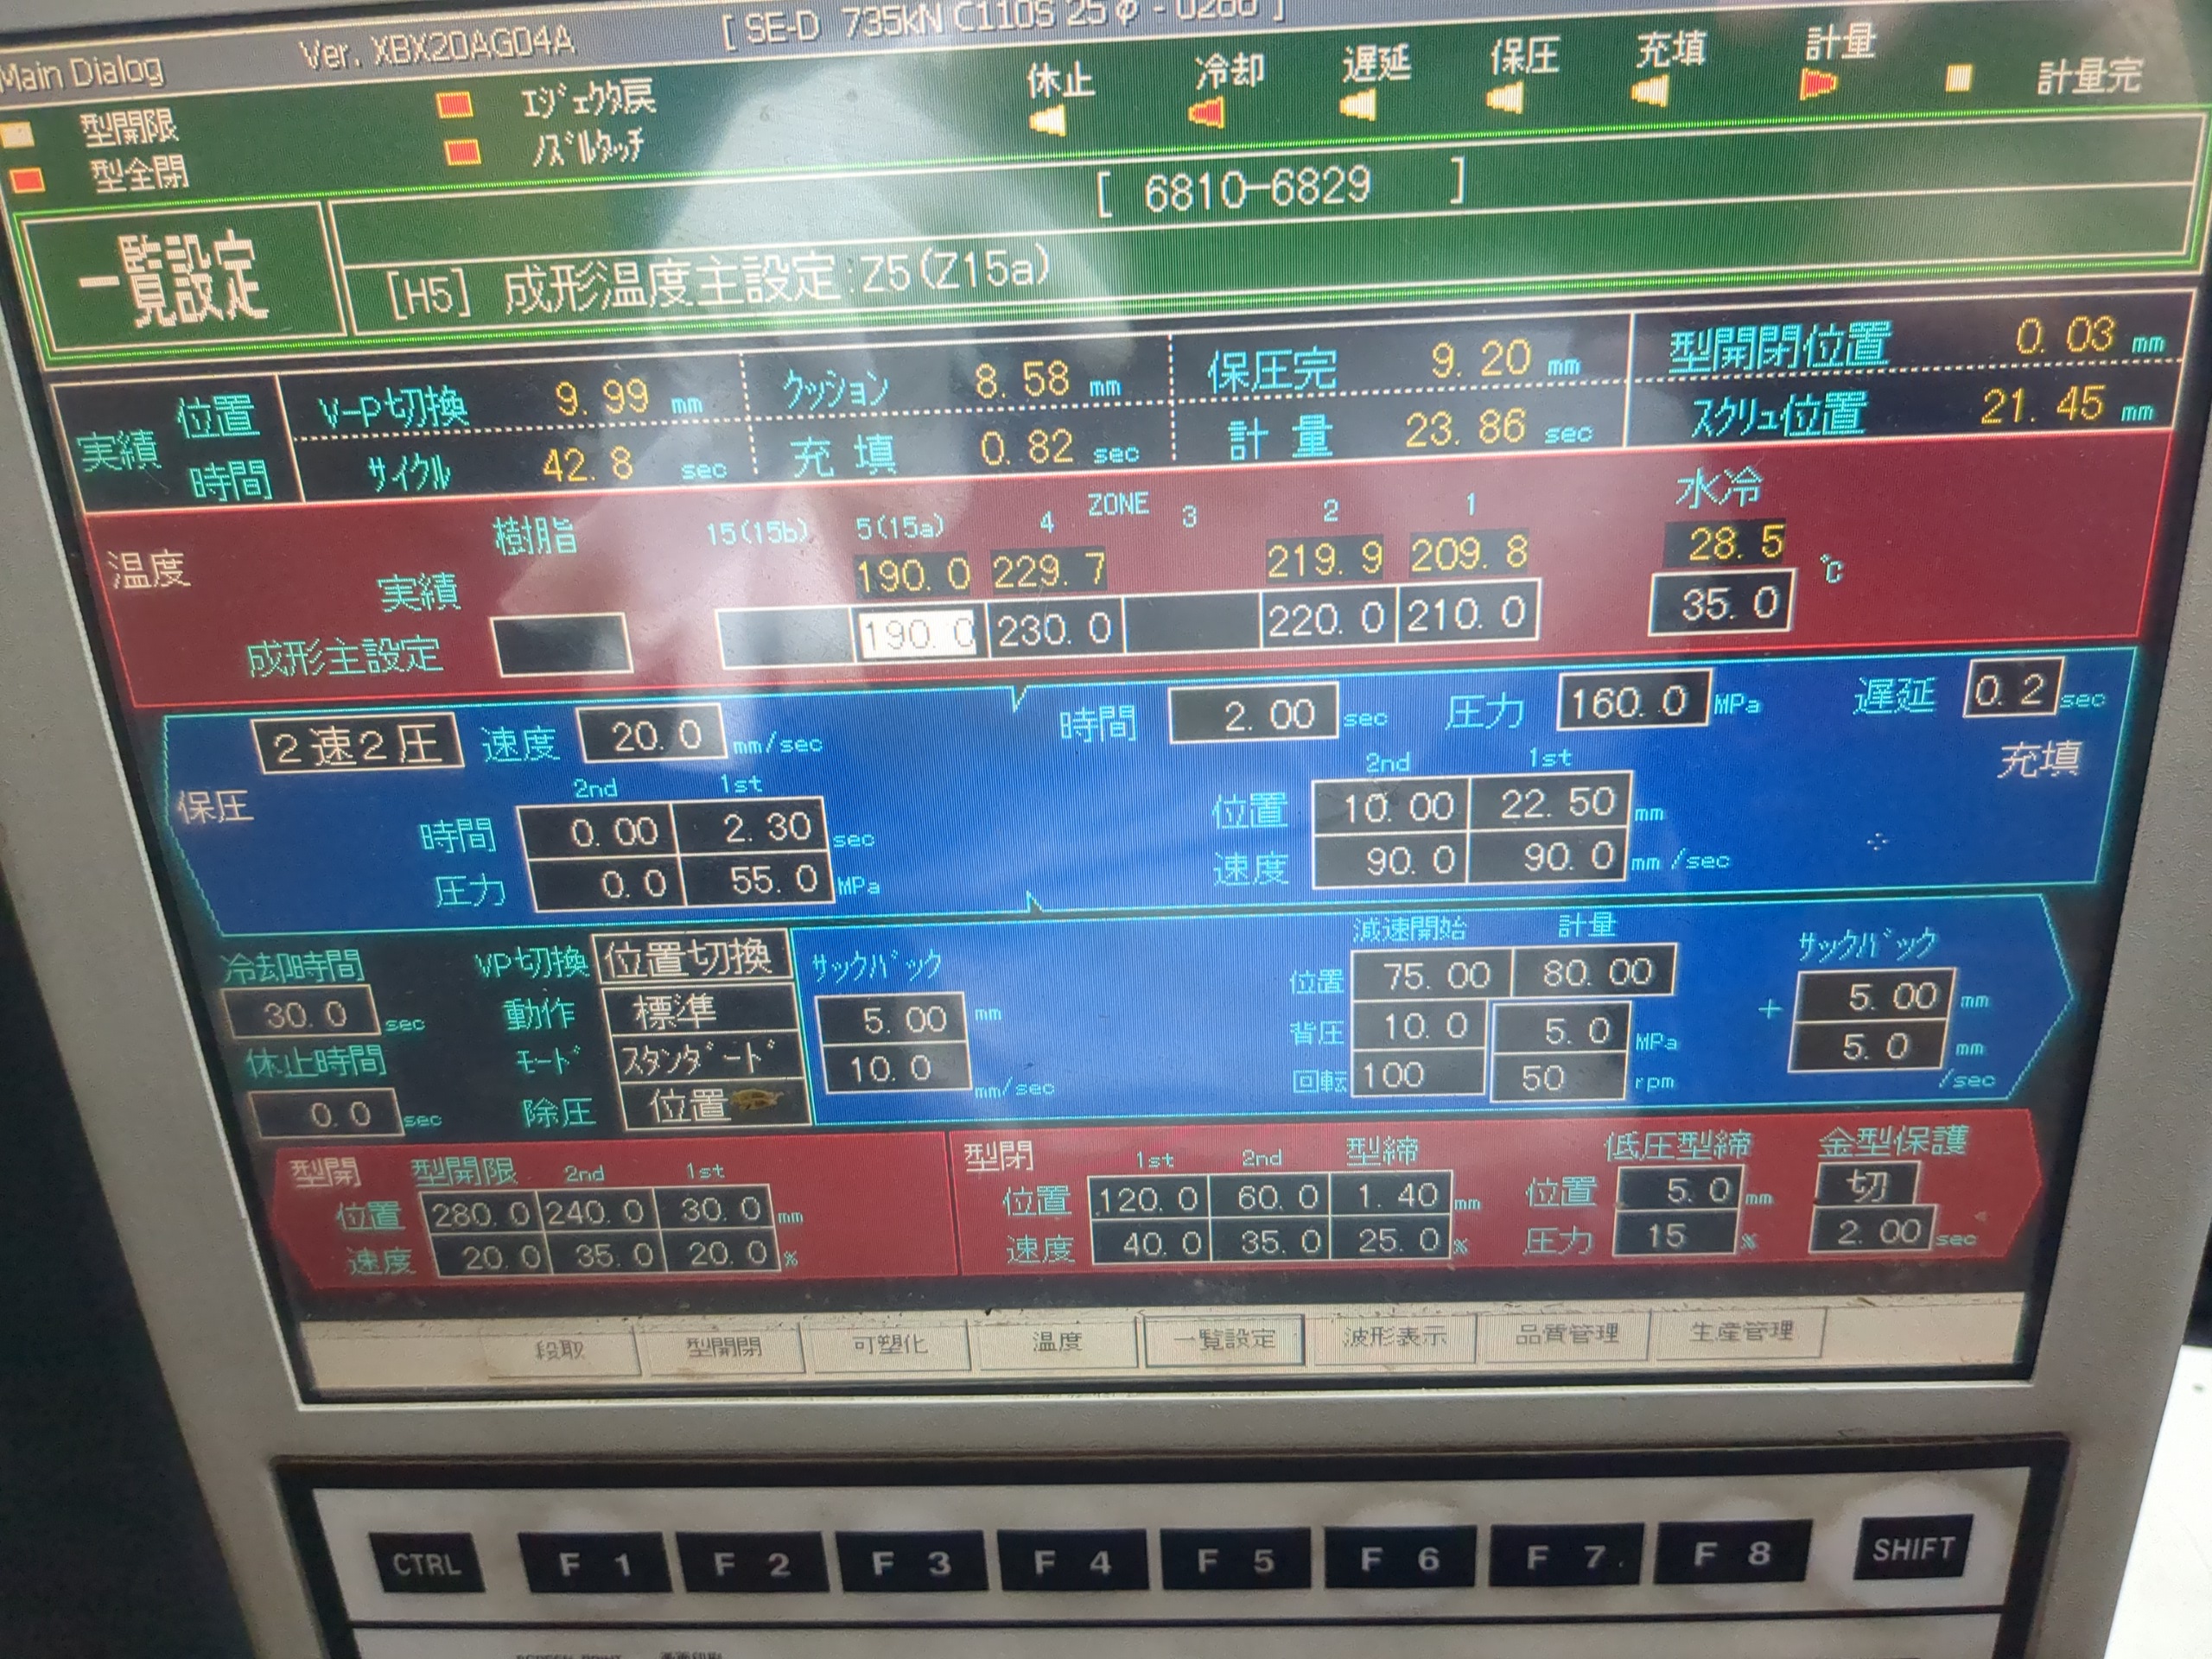 Main Dialog Ver. XBX20AG04A [ SE-D 735kN C110S 25φ - U280 ]
型開限 エジェクタ戻 休止 冷却 遅延 保圧 充填 計量 計量完
型全閉 ノズルタッチ
[ 6810-6829 ]
一覧設定
[H5] 成形温度主設定:Z5(Z15a)
実績 位置 V-P切換 9.99 mm クッション 8.58 mm 保圧完 9.20 mm 型開閉位置 0.03 mm
時間 サイクル 42.8 sec 充填 0.82 sec 計量 23.86 sec スクリュ位置 21.45 mm
温度 樹脂 15(15b) 5(15a) 4 ZONE 3 2 1 水冷
実績 190.0 229.7 219.9 209.8 28.5 ℃
成形主設定 190.0 230.0 220.0 210.0 35.0
2速2圧 速度 20.0 mm/sec 時間 2.00 sec 圧力 160.0 MPa 遅延 0.2 sec
保圧 2nd 1st 2nd 1st 充填
時間 0.00 2.30 sec 位置 10.00 22.50 mm
圧力 0.0 55.0 MPa 速度 90.0 90.0 mm/sec
冷却時間 VP切換 位置切換 サックバック 減速開始 計量 サックバック
30.0 sec 動作 標準 5.00 mm 位置 75.00 80.00 + 5.00 mm
休止時間 モード スタンダード 10.0 mm/sec 背圧 10.0 5.0 MPa 5.0 mm/sec
0.0 sec 除圧 位置 回転 100 50 rpm
型開 型開限 2nd 1st 型閉 1st 2nd 型締 低圧型締 金型保護
位置 280.0 240.0 30.0 mm 位置 120.0 60.0 1.40 mm 位置 5.0 mm 切
速度 20.0 35.0 20.0 % 速度 40.0 35.0 25.0 % 圧力 15 % 2.00 sec
段取 型開閉 可塑化 温度 一覧設定 波形表示 品質管理 生産管理
CTRL F1 F2 F3 F4 F5 F6 F7 F8 SHIFT